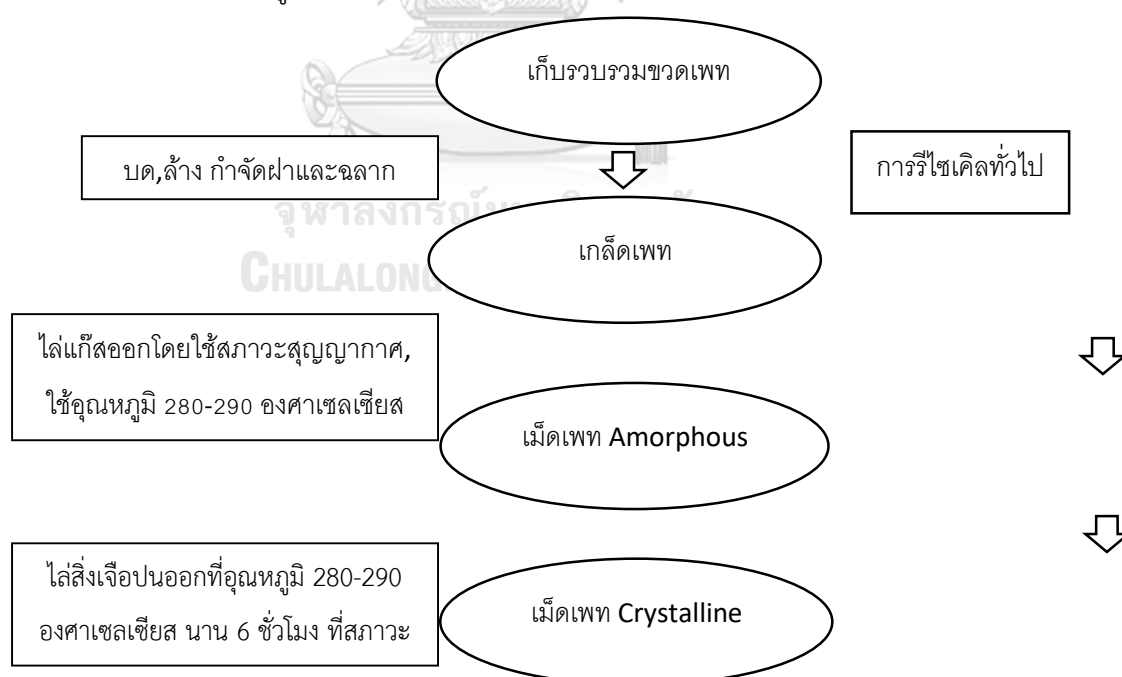 เก็บรวบรวมขวดเพท
บด,ล้าง กำจัดฝาและฉลาก
การรีไซเคิลทั่วไป
เกล็ดเพท
CHULALON
ไล่แก๊สออกโดยใช้สภาวะสุญญากาศ,
ใช้อุณหภูมิ 280-290 องศาเซลเซียส
เม็ดเพท Amorphous
ไล่สิ่งเจือปนออกที่อุณหภูมิ 280-290
องศาเซลเซียส นาน 6 ชั่วโมง ที่สภาวะ
เม็ดเพท Crystalline